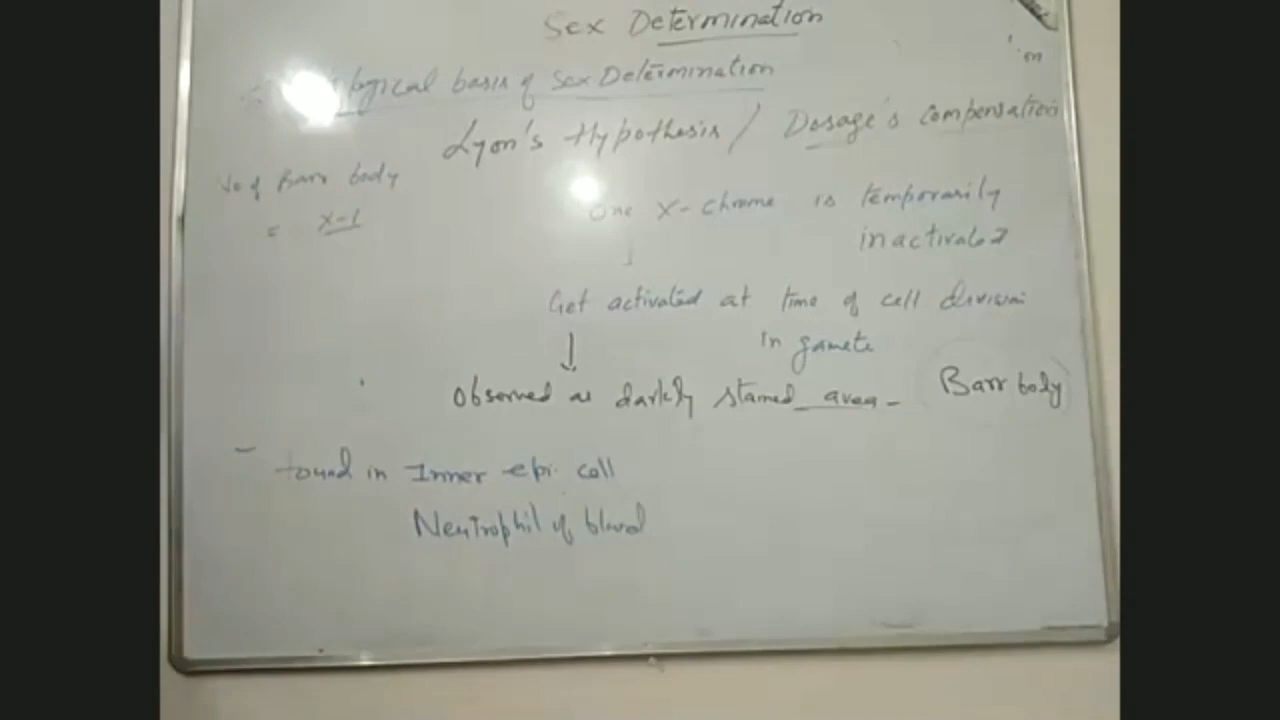 Sex Determination
logical basis of Sex Determination
Lyon's Hypothesis / Dosage's Compensation
No of Barr body
= X-1
One X-chrome is temporarily
inactivated
Get activated at time of cell division
In gamete
Observed as darkly stained area - Barr body
- found in Inner epi. cell
Neutrophil of blood